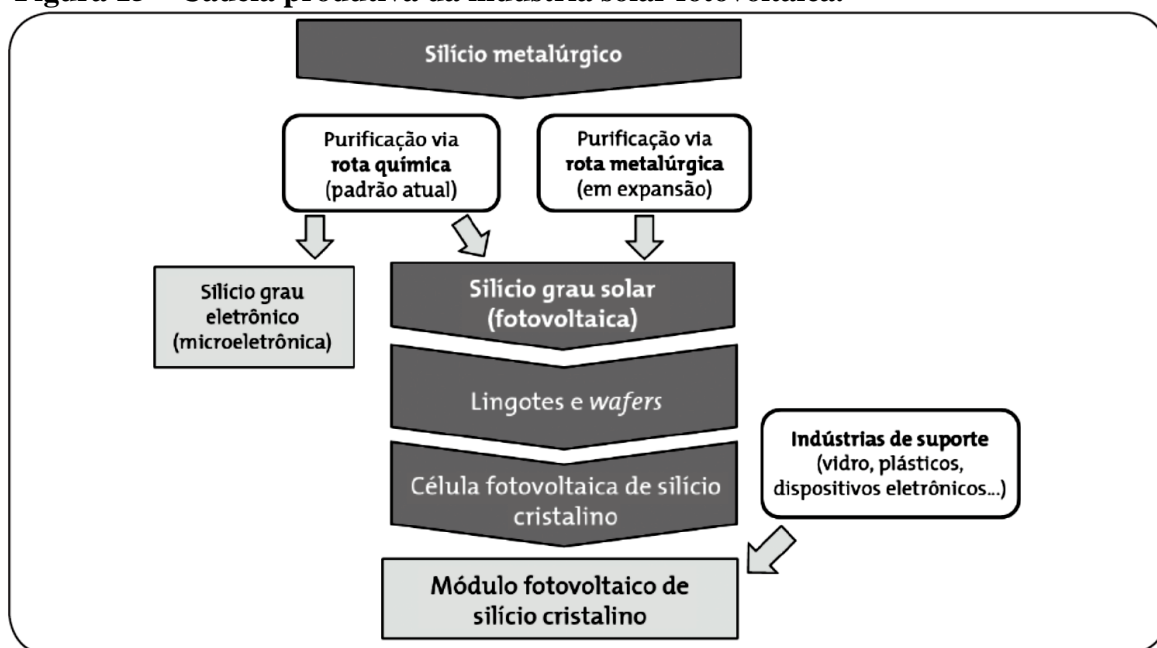 Figura 15 – Cadeia produtiva da indústria solar fotovoltaica.
Silício metalúrgico
Purificação via
rota química
(padrão atual)
Purificação via
rota metalúrgica
(em expansão)
Silício grau
eletrônico
(microeletrônica)
Silício grau solar
(fotovoltaica)
Lingotes e wafers
Indústrias de suporte
(vidro, plásticos,
dispositivos eletrônicos...)
Célula fotovoltaica de silício
cristalino
Módulo fotovoltaico de
silício cristalino